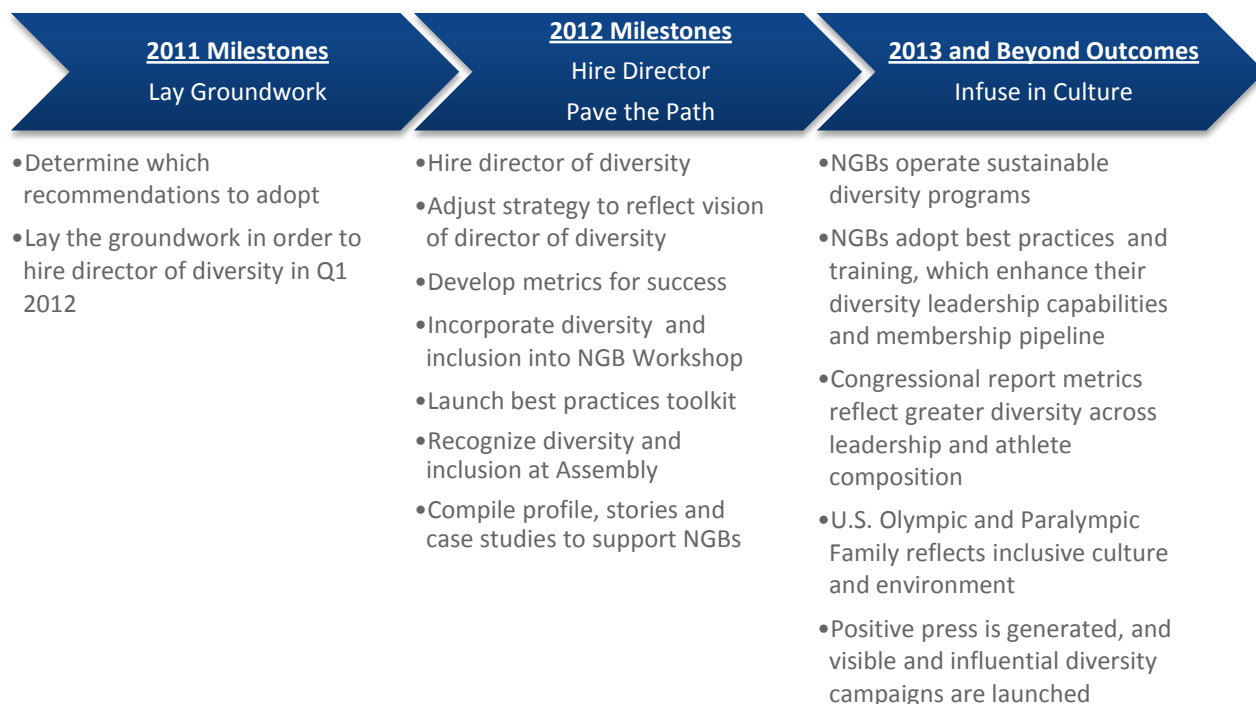 2011 Milestones
Lay Groundwork
•Determine which
recommendations to adopt
•Lay the groundwork in order to
hire director of diversity in Q1
2012
2012 Milestones
Hire Director
Pave the Path
•Hire director of diversity
•Adjust strategy to reflect vision
of director of diversity
•Develop metrics for success
•Incorporate diversity and
inclusion into NGB Workshop
•Launch best practices toolkit
•Recognize diversity and
inclusion at Assembly
•Compile profile, stories and
case studies to support NGBs
2013 and Beyond Outcomes
Infuse in Culture
•NGBs operate sustainable
diversity programs
•NGBs adopt best practices and
training, which enhance their
diversity leadership capabilities
and membership pipeline
•Congressional report metrics
reflect greater diversity across
leadership and athlete
composition
•U.S. Olympic and Paralympic
Family reflects inclusive culture
and environment
•Positive press is generated, and
visible and influential diversity
campaigns are launched